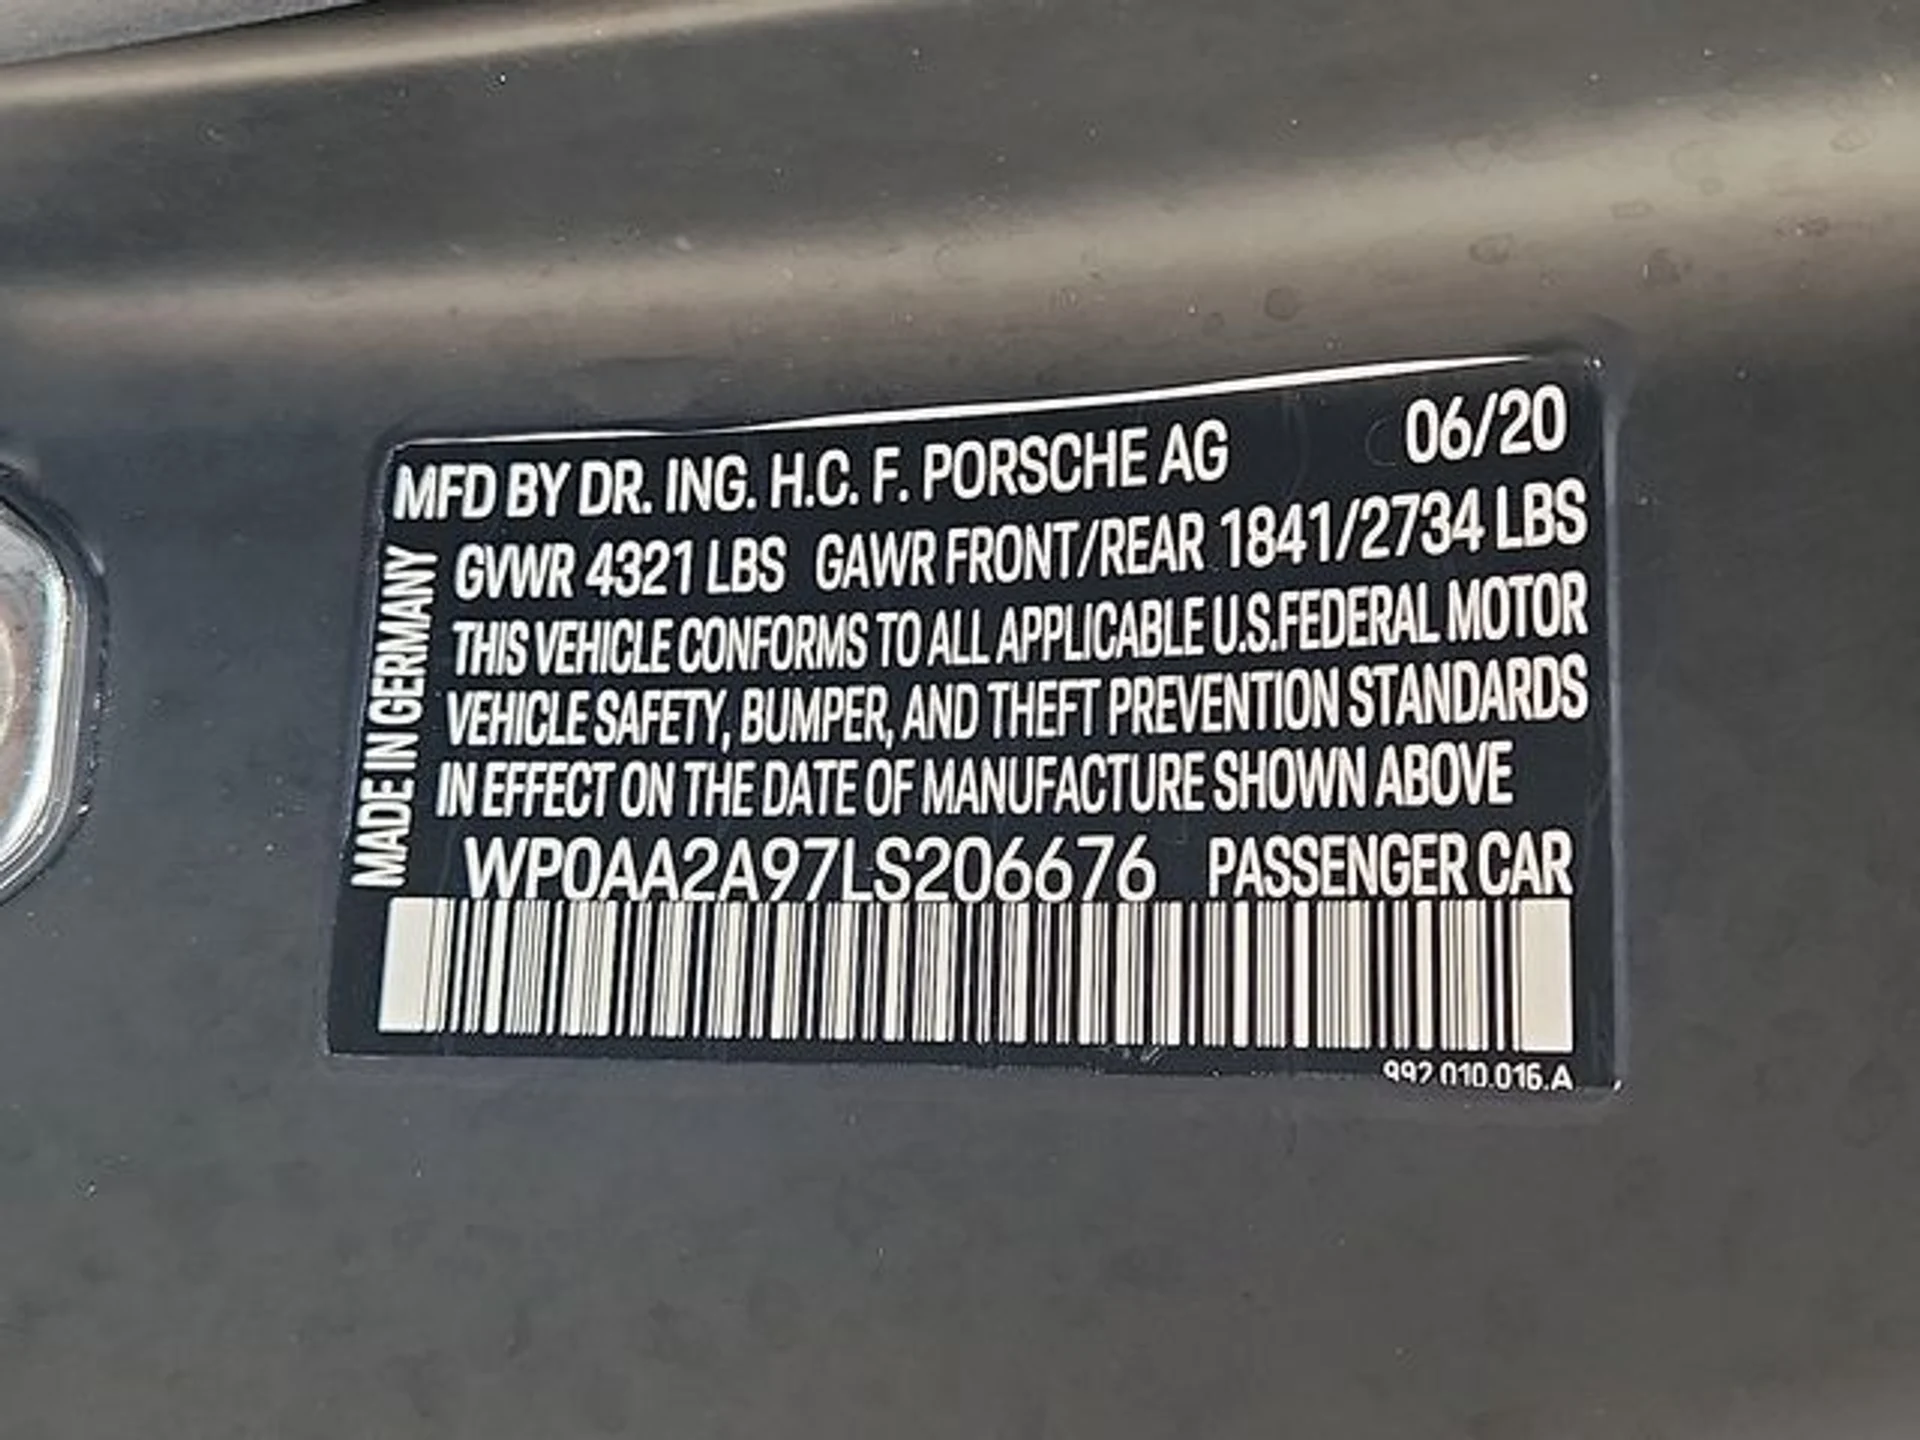 MFD BY DR. ING. H.C. F. PORSCHE AG 06/20
GVWR 4321 LBS GAWR FRONT/REAR 1841/2734 LBS
THIS VEHICLE CONFORMS TO ALL APPLICABLE U.S.FEDERAL MOTOR
VEHICLE SAFETY, BUMPER, AND THEFT PREVENTION STANDARDS
IN EFFECT ON THE DATE OF MANUFACTURE SHOWN ABOVE
WP0AA2A97LS206676 PASSENGER CAR
MADE IN GERMANY
992.010.016.A